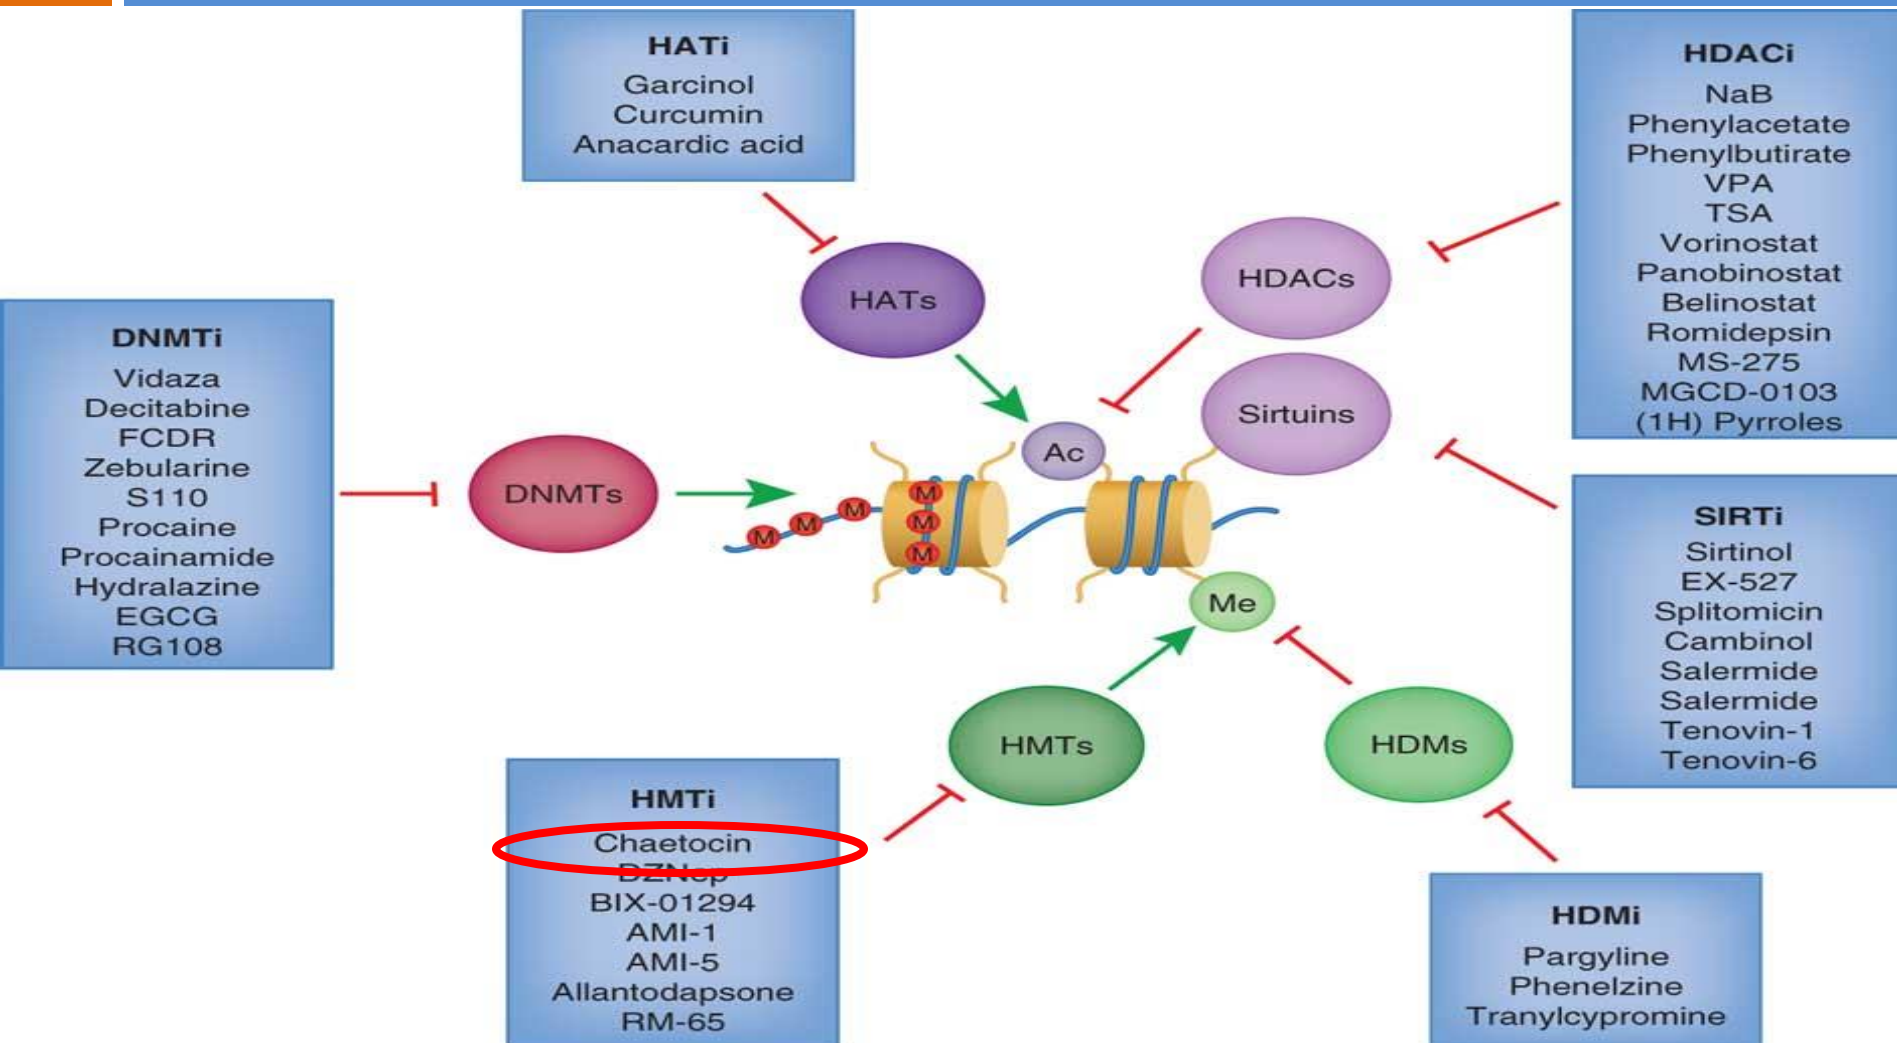 HATi
Garcinol
Curcumin
Anacardic acid
HDACi
NaB
Phenylacetate
Phenylbutirate
VPA
TSA
Vorinostat
Panobinostat
Belinostat
Romidepsin
MS-275
MGCD-0103
(1H) Pyrroles
HATs
HDACs
Sirtuins
DNMTi
Vidaza
Decitabine
FCDR
Zebularine
S110
Procaine
Procainamide
Hydralazine
EGCG
RG108
DNMTs
Ac
M
M
M
M
M
M
Me
SIRTi
Sirtinol
EX-527
Splitomicin
Cambinol
Salermide
Salermide
Tenovin-1
Tenovin-6
HMTs
HDMs
HMTi
Chaetocin
DZNep
BIX-01294
AMI-1
AMI-5
Allantodapsone
RM-65
HDMi
Pargyline
Phenelzine
Tranylcypromine